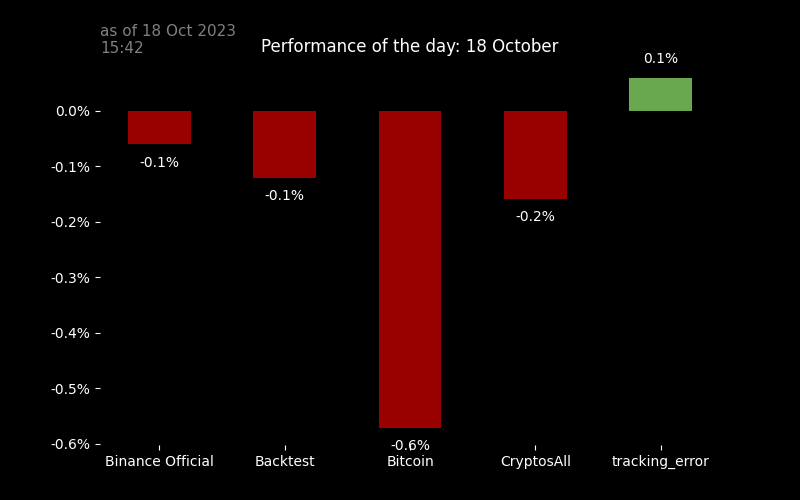 as of 18 Oct 2023
15:42
Performance of the day: 18 October
0.1%
0.0%
-0.1%
-0.1%
-0.1%
-0.2%
-0.2%
-0.3%
-0.4%
-0.5%
-0.6%
-0.6%
Binance Official
Backtest
Bitcoin
CryptosAll
tracking_error